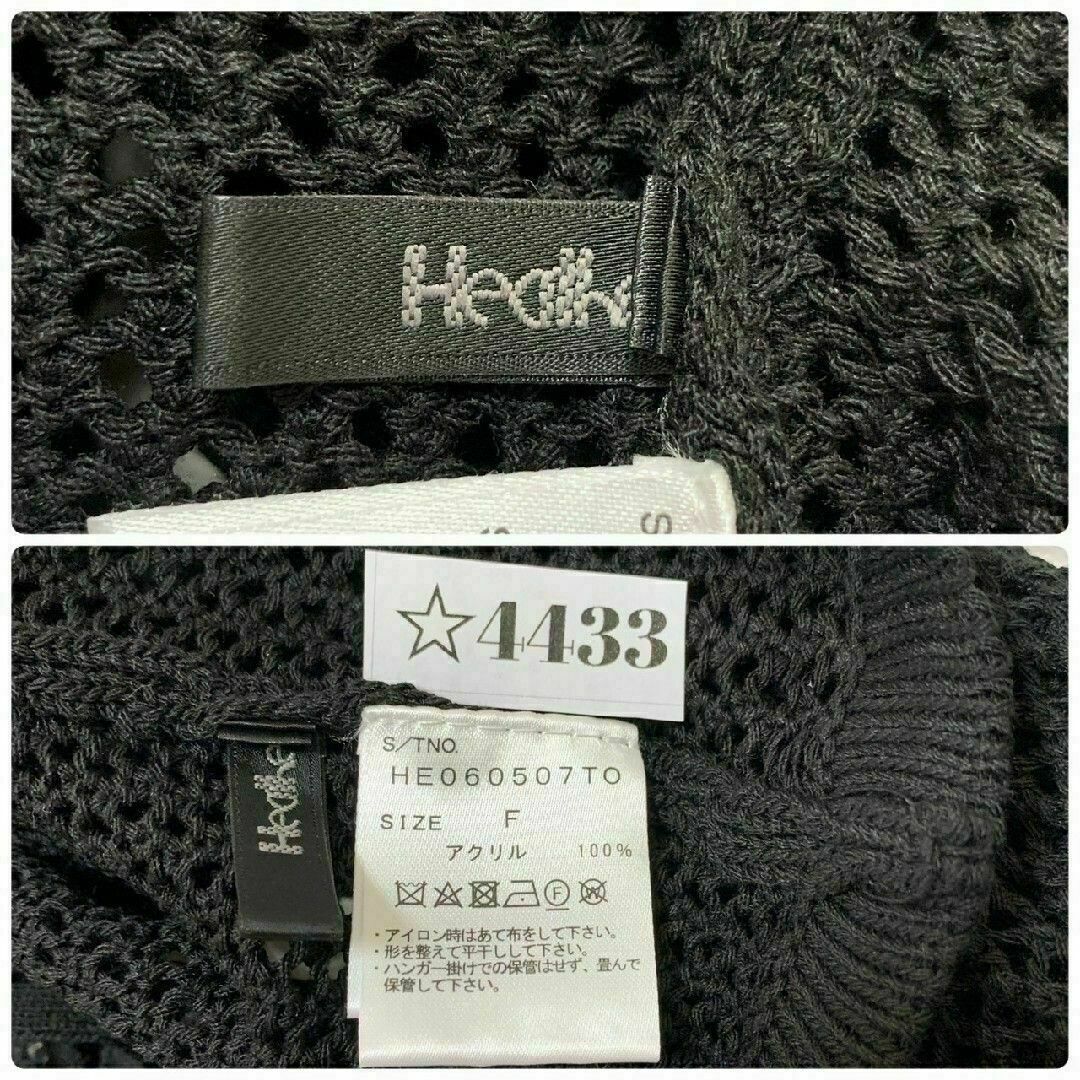 Heathe
S
S
☆4433
Heathe
S/TNO.
HE060507TO
SIZE F
アクリル 100%
F
・アイロン時はあて布をして下さい。
・形を整えて平干しして下さい。
・ハンガー掛けでの保管はせず、畳んで
保管して下さい。